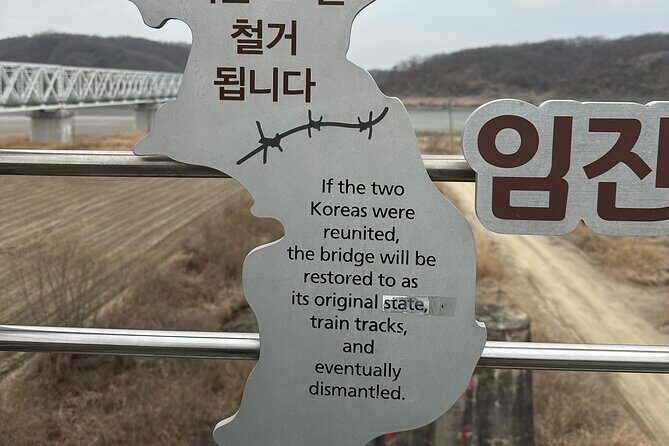 철거
됩니다
임진
If the two
Koreas were
reunited,
the bridge will be
restored to as
its original state,
train tracks,
and
eventually
dismantled.